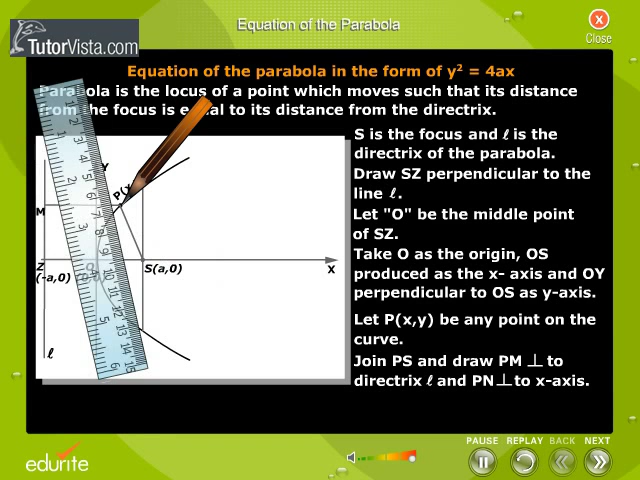 Equation of the Parabola
Close
TutorVista.com
Equation of the parabola in the form of y² = 4ax
Parabola is the locus of a point which moves such that its distance
from the focus is equal to its distance from the directrix.
S is the focus and ℓ is the
directrix of the parabola.
Draw SZ perpendicular to the
line ℓ.
Let "O" be the middle point
of SZ.
Take O as the origin, OS
produced as the x- axis and OY
perpendicular to OS as y-axis.
Let P(x,y) be any point on the
curve.
Join PS and draw PM ⊥ to
directrix ℓ and PN⊥to x-axis.
Y
P(
M
Z
(-a,0)
S(a,0)
X
ℓ
PAUSE REPLAY BACK NEXT
edurite